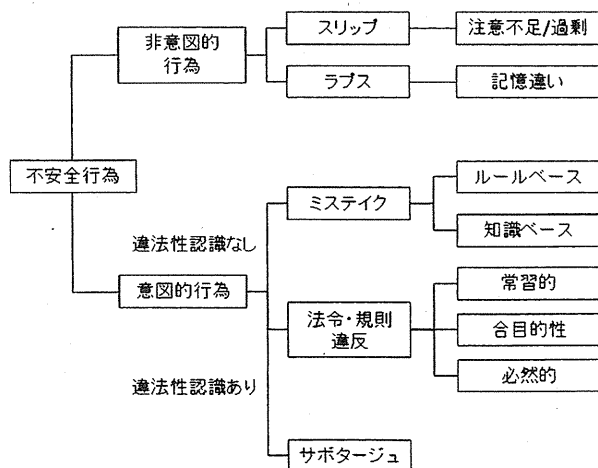 非意図的
行為
スリップ
注意不足/過剰
ラプス
記憶違い
不安全行為
ミステイク
ルールベース
知識ベース
違法性認識なし
意図的行為
法令・規則
違反
常習的
合目的性
必然的
違法性認識あり
サボタージュ